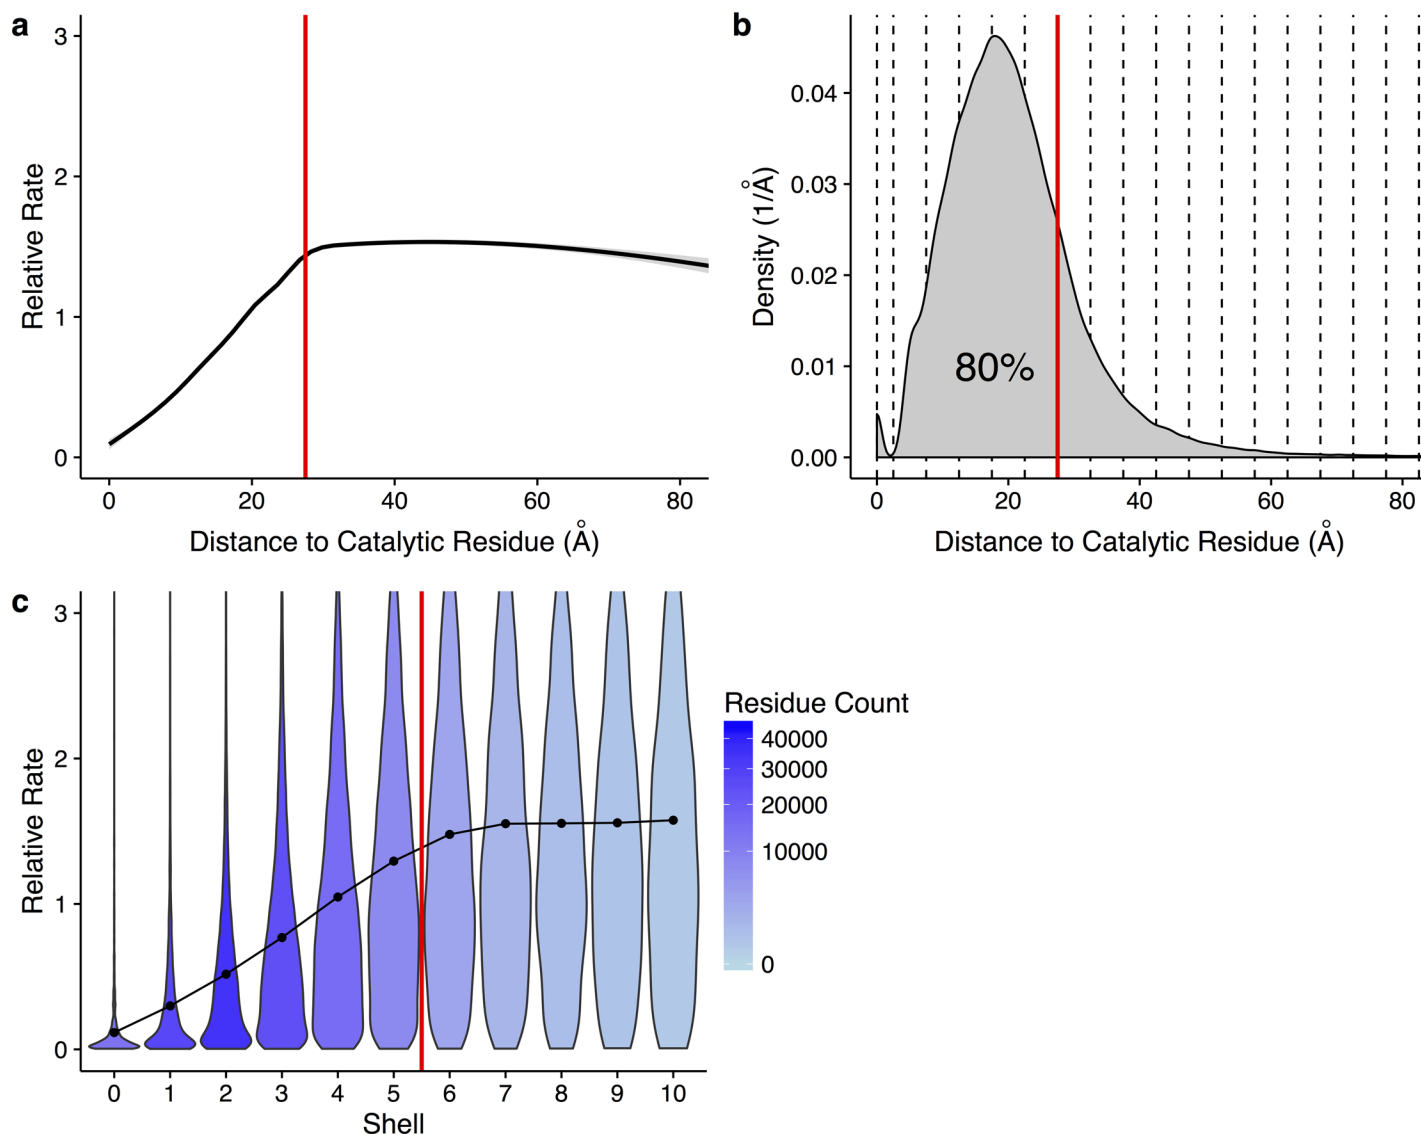 a
3
2
1
0
Relative Rate
0 20 40 60 80
Distance to Catalytic Residue (Å)
b
0.04
0.03
0.02
0.01
0.00
Density (1/Å)
80%
0 20 40 60 80
Distance to Catalytic Residue (Å)
c
3
2
1
0
Relative Rate
0 1 2 3 4 5 6 7 8 9 10
Shell
Residue Count
40000
30000
20000
10000
0